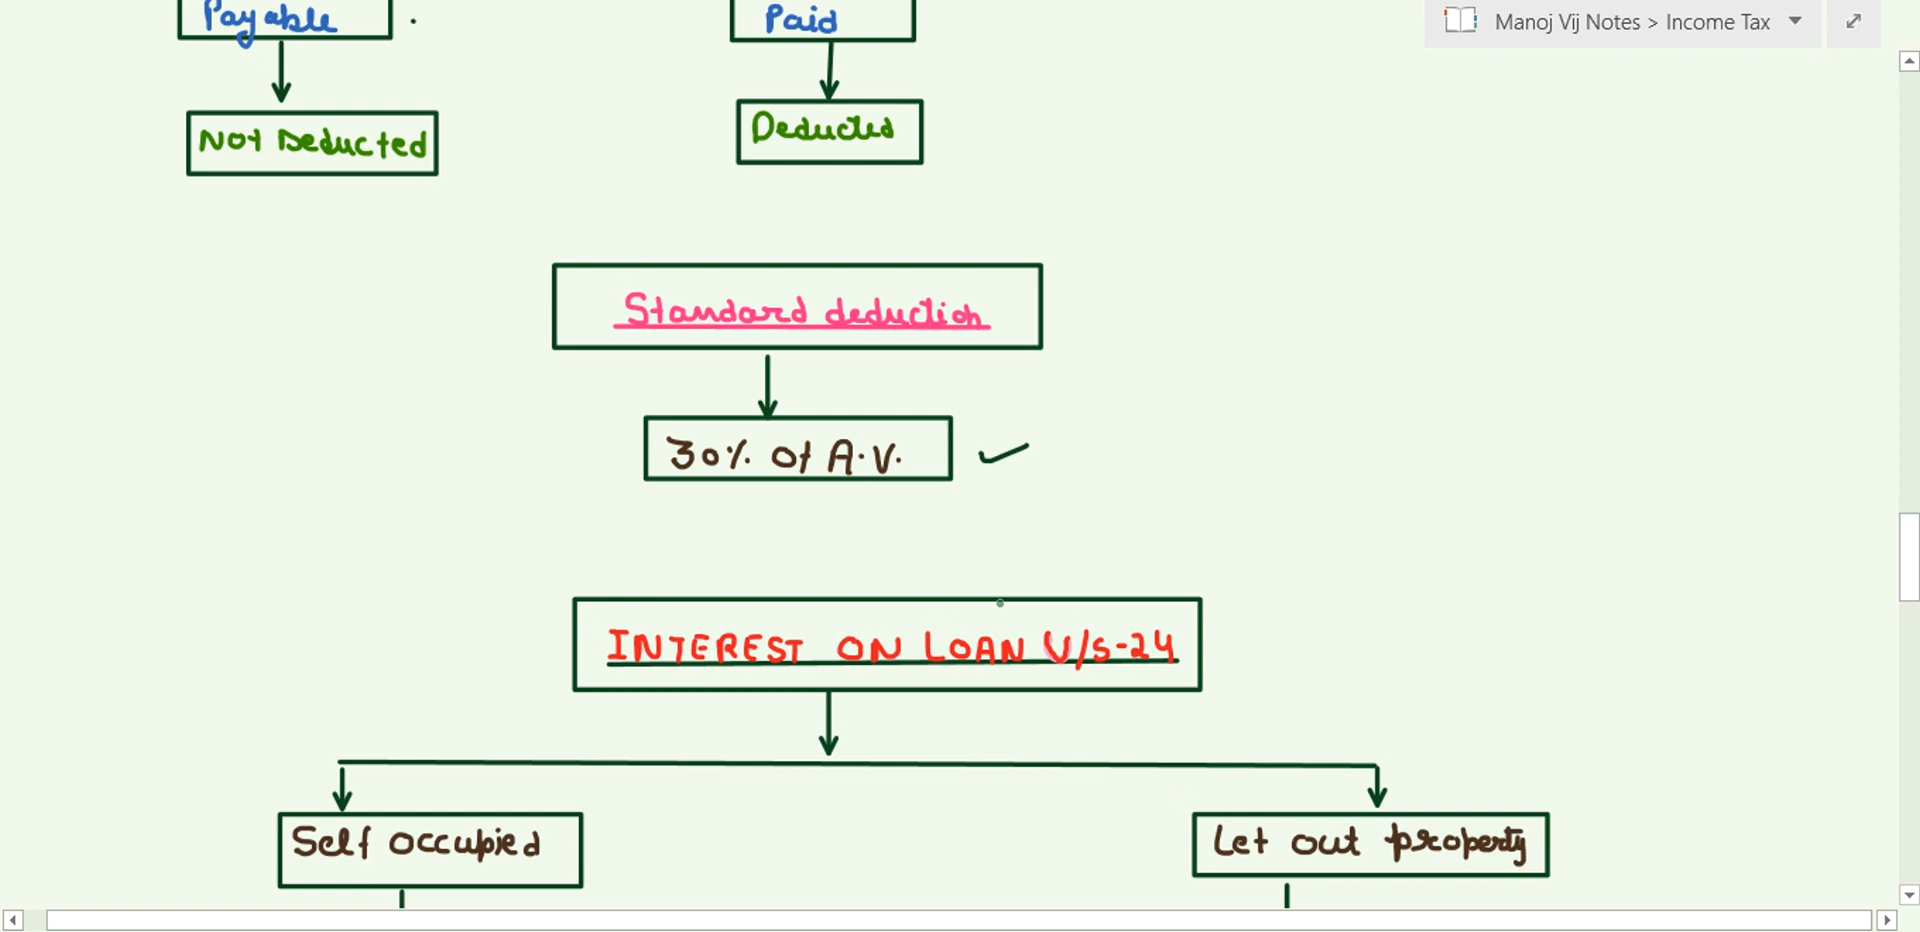 Manoj Vij Notes > Income Tax
Payable
Paid
Not Deducted
Deducted
Standard deduction
30% of A.V.
INTEREST ON LOAN U/S-24
Self occupied
Let out property